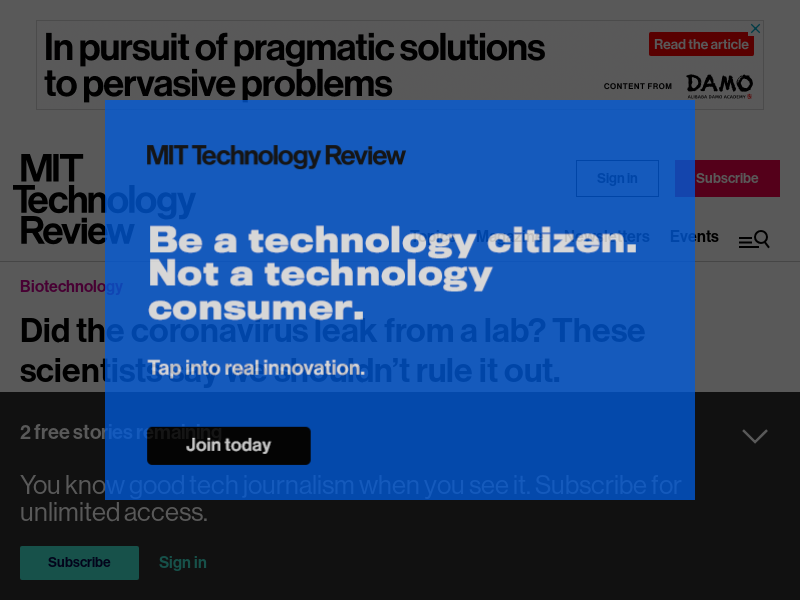 In pursuit of pragmatic solutions
to pervasive problems
Read the article
CONTENT FROM
DAMO
ALIBABA DAMO ACADEMY
MIT
Technology
Review
Sign in
Subscribe
Topics Magazine Newsletters Events
Biotechnology
Did the coronavirus leak from a lab? These
scientists say we shouldn't rule it out.
MIT Technology Review
Be a technology citizen.
Not a technology
consumer.
Tap into real innovation.
Join today
2 free stories remaining
You know good tech journalism when you see it. Subscribe for
unlimited access.
Subscribe
Sign in